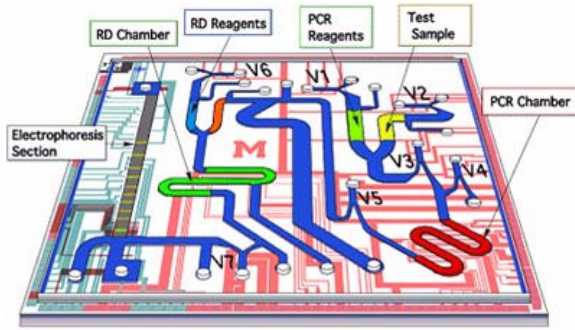 RD Chamber
RD Reagents
PCR
Reagents
Test
Sample
PCR Chamber
Electrophoresis
Section
V6
V1
V2
V3
V4
V5
V7
M